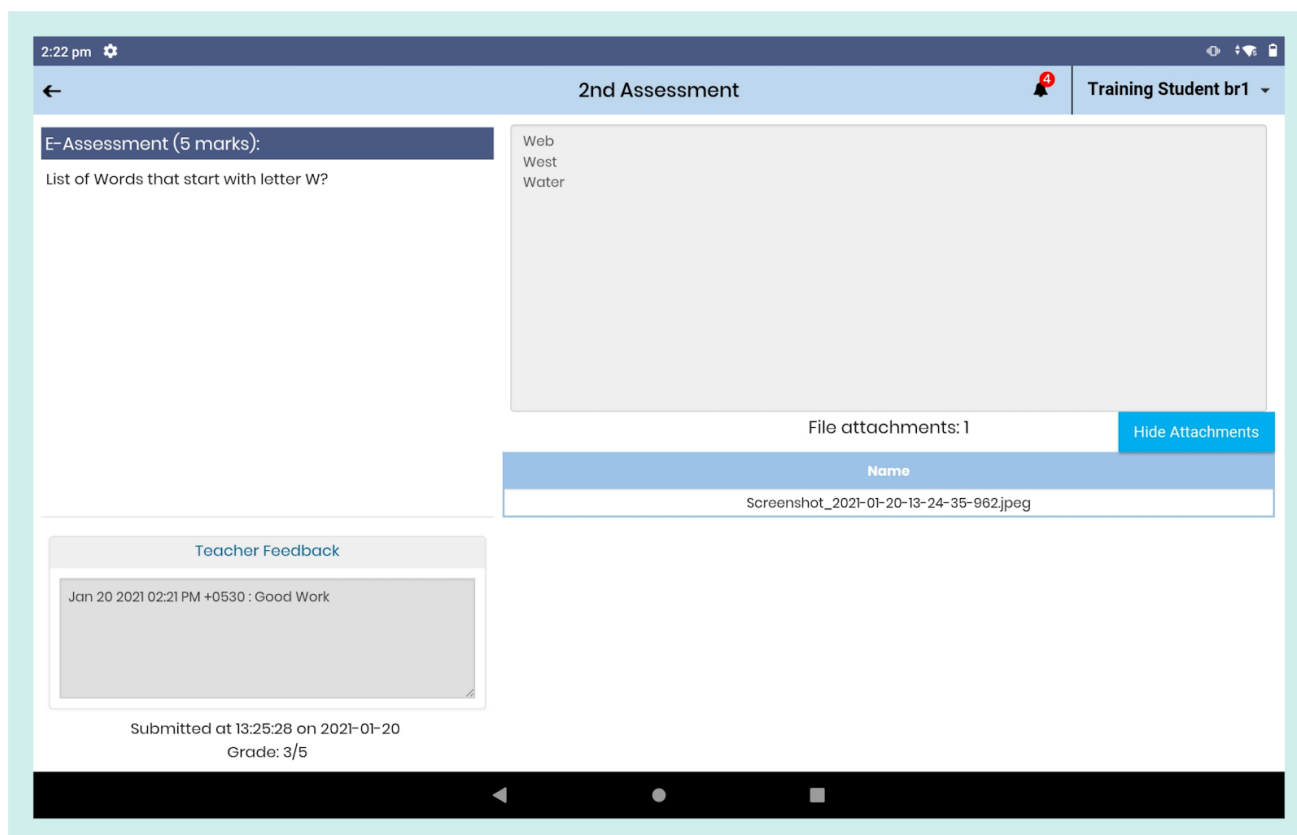 2:22 pm
2nd Assessment
4
Training Student br1
E-Assessment (5 marks):
List of Words that start with letter W?
Web
West
Water
File attachments: 1
Hide Attachments
Name
Screenshot_2021-01-20-13-24-35-962.jpeg
Teacher Feedback
Jan 20 2021 02:21 PM +0530 : Good Work
Submitted at 13:25:28 on 2021-01-20
Grade: 3/5